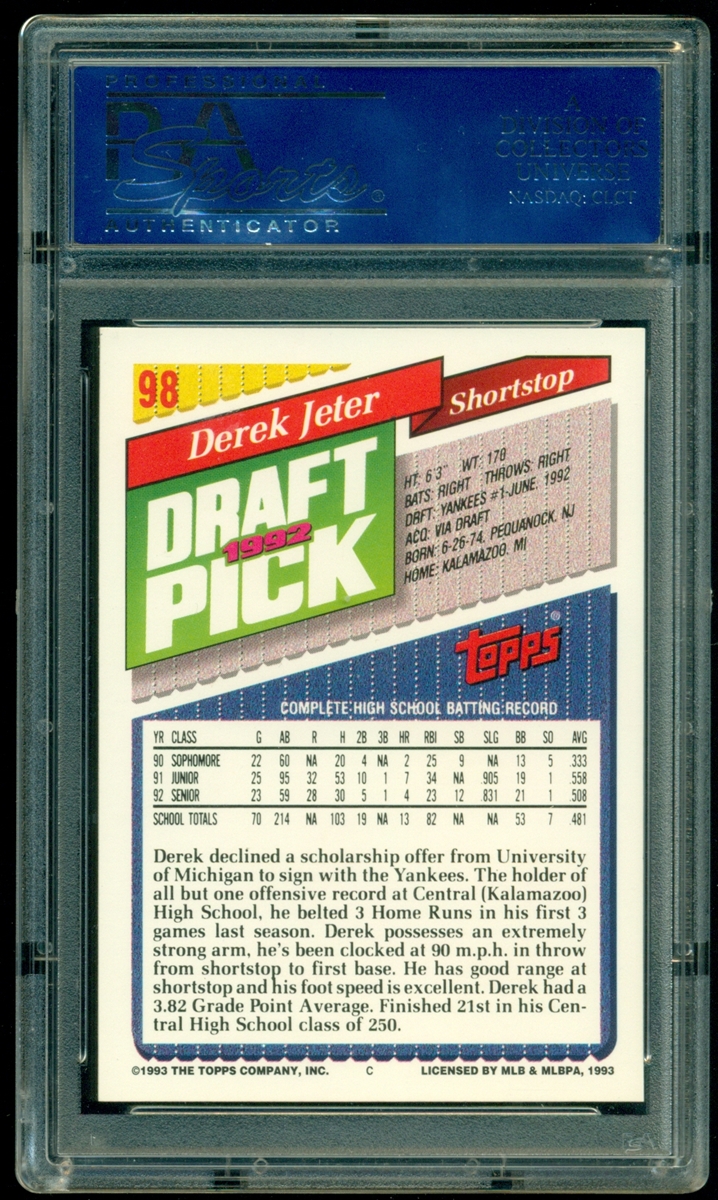 PROFESSIONAL
PSA
Sports®
AUTHENTICATOR
A
DIVISION OF
COLLECTORS
UNIVERSE
NASDAQ: CLCT
98
Derek Jeter
Shortstop
DRAFT
1992
PICK
HT: 6'3" WT: 170
BATS: RIGHT THROWS: RIGHT
DRFT: YANKEES #1-JUNE, 1992
ACQ: VIA DRAFT
BORN: 6-26-74, PEQUANOCK, NJ
HOME: KALAMAZOO, MI
topps®
COMPLETE HIGH SCHOOL BATTING RECORD
YR CLASS G AB R H 2B 3B HR RBI SB SLG BB SO AVG
90 SOPHOMORE 22 60 NA 20 4 NA 2 25 9 NA 13 5 .333
91 JUNIOR 25 95 32 53 10 1 7 34 NA .905 19 1 .558
92 SENIOR 23 59 28 30 5 1 4 23 12 .831 21 1 .508
SCHOOL TOTALS 70 214 NA 103 19 NA 13 82 NA NA 53 7 .481
Derek declined a scholarship offer from University
of Michigan to sign with the Yankees. The holder of
all but one offensive record at Central (Kalamazoo)
High School, he belted 3 Home Runs in his first 3
games last season. Derek possesses an extremely
strong arm, he's been clocked at 90 m.p.h. in throw
from shortstop to first base. He has good range at
shortstop and his foot speed is excellent. Derek had a
3.82 Grade Point Average. Finished 21st in his Cen-
tral High School class of 250.
©1993 THE TOPPS COMPANY, INC. C LICENSED BY MLB & MLBPA, 1993